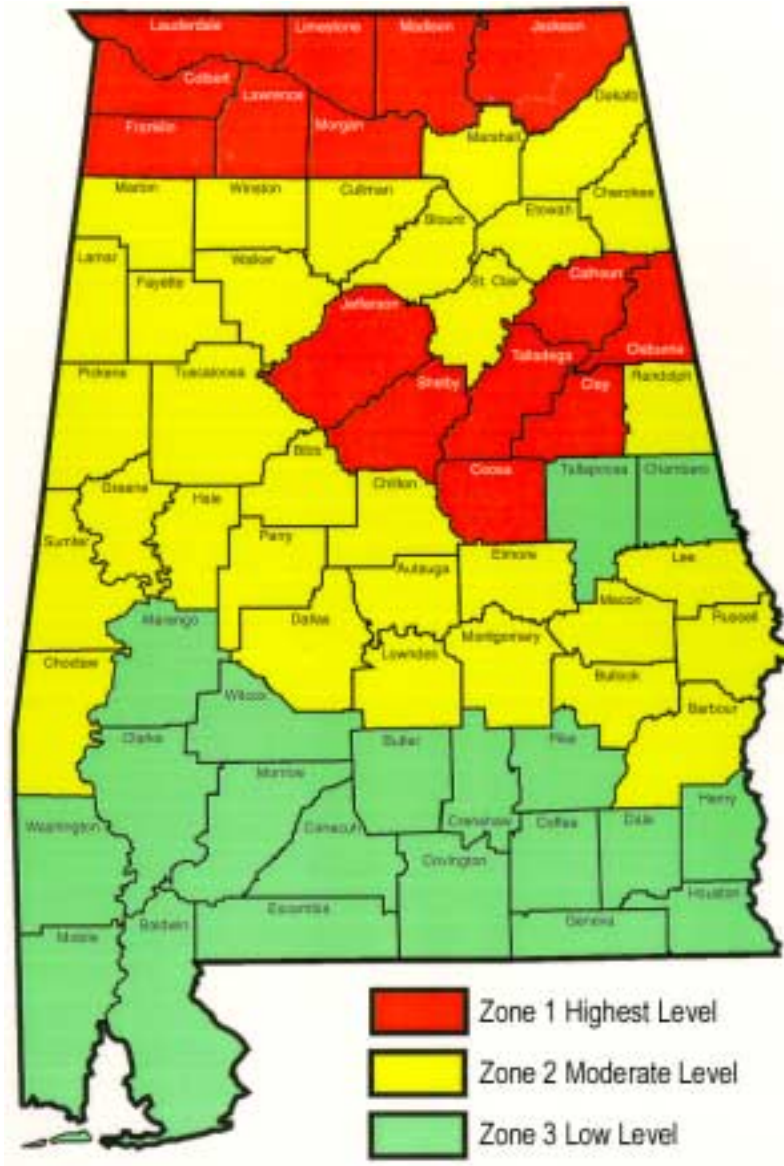 Lauderdale
Limestone
Madison
Jackson
Colbert
Lawrence
Franklin
Morgan
Dekalb
Marshall
Cherokee
Marion
Winston
Cullman
Blount
Etowah
Lamar
Fayette
Walker
St. Clair
Calhoun
Jefferson
Talladega
Cleburne
Pickens
Tuscaloosa
Shelby
Clay
Randolph
Bibb
Greene
Hale
Chilton
Coosa
Tallapoosa
Chambers
Sumter
Perry
Autauga
Elmore
Lee
Marengo
Dallas
Macon
Russell
Choctaw
Lowndes
Montgomery
Bullock
Wilcox
Barbour
Clarke
Butler
Pike
Monroe
Henry
Washington
Conecuh
Crenshaw
Coffee
Dale
Covington
Houston
Mobile
Baldwin
Escambia
Geneva
Zone 1 Highest Level
Zone 2 Moderate Level
Zone 3 Low Level